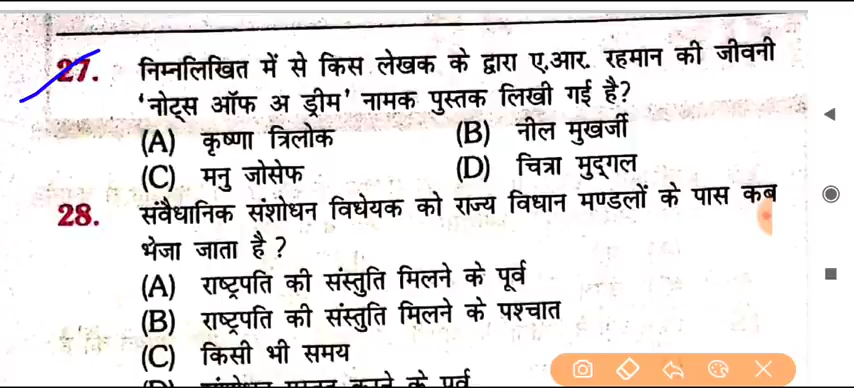 27. निम्नलिखित में से किस लेखक के द्वारा ए.आर. रहमान की जीवनी
'नोट्स ऑफ अ ड्रीम' नामक पुस्तक लिखी गई है?
(A) कृष्णा त्रिलोक (B) नील मुखर्जी
(C) मनु जोसेफ (D) चित्रा मुद्गल
28. संवैधानिक संशोधन विधेयक को राज्य विधान मण्डलों के पास कब
भेजा जाता है ?
(A) राष्ट्रपति की संस्तुति मिलने के पूर्व
(B) राष्ट्रपति की संस्तुति मिलने के पश्चात
(C) किसी भी समय